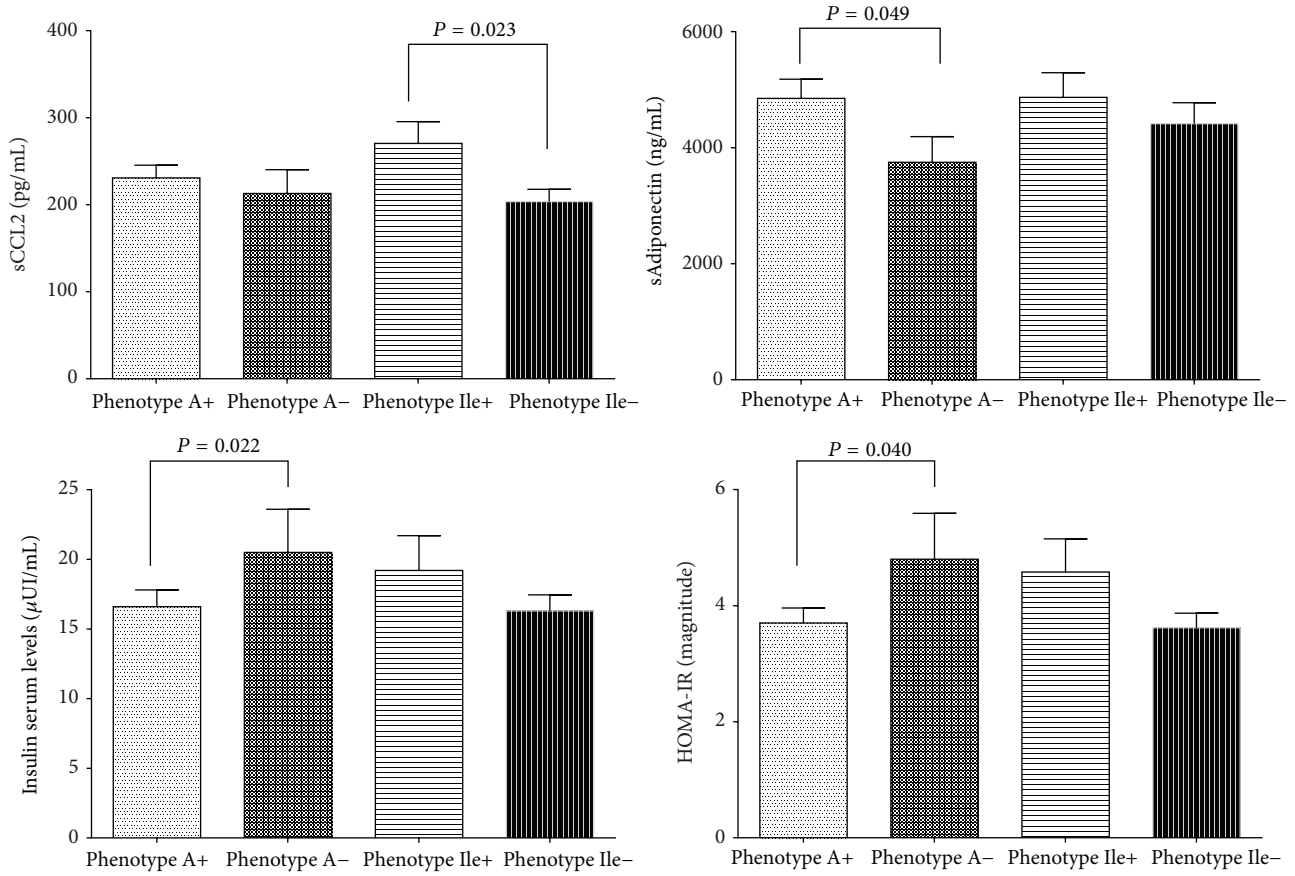 P = 0.023
400
300
200
100
0
sCCL2 (pg/mL)
Phenotype A+ Phenotype A− Phenotype Ile+ Phenotype Ile−
P = 0.049
6000
4000
2000
0
sAdiponectin (ng/mL)
Phenotype A+ Phenotype A− Phenotype Ile+ Phenotype Ile−
P = 0.022
25
20
15
10
5
0
Insulin serum levels (μUI/mL)
Phenotype A+ Phenotype A− Phenotype Ile+ Phenotype Ile−
P = 0.040
6
4
2
0
HOMA-IR (magnitude)
Phenotype A+ Phenotype A− Phenotype Ile+ Phenotype Ile−